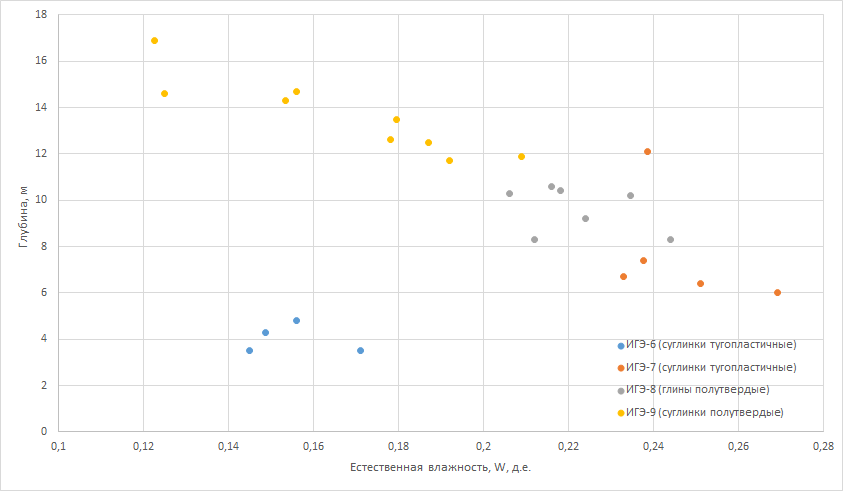 18
16
14
12
10
8
6
4
2
0
Глубина, м
0,1 0,12 0,14 0,16 0,18 0,2 0,22 0,24 0,26 0,28
Естественная влажность, W, д.е.
ИГЭ-6 (суглинки тугопластичные)
ИГЭ-7 (суглинки тугопластичные)
ИГЭ-8 (глины полутвердые)
ИГЭ-9 (суглинки полутвердые)